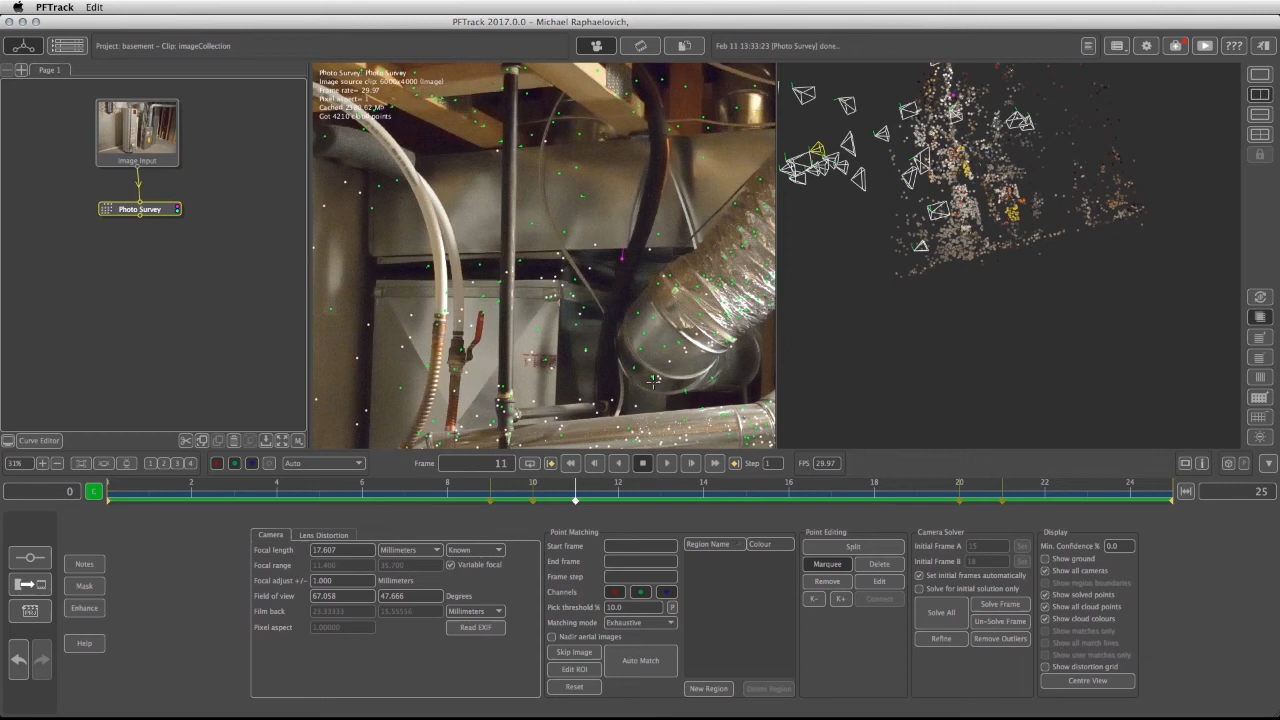 PFTrack Edit
PFTrack 2017.0.0 - Michael Raphaelovich,
Project: basement - Clip: imageCollection
Feb 11 13:33:23 [Photo Survey] done..
???
Page 1
Image Input
Photo Survey
Photo Survey: Photo Survey
Image source clip: 6000x4000 (Image)
Frame rate= 29.97
Pixel aspect= 1
Got 4210 cloud points
Curve Editor
31%
1 2 3 4
Auto
Frame 11
Step 1
FPS 29.97
0
C
2 4 6 8 10 12 14 16 18 20 22 24
25
Notes
Mask
Enhance
Help
Camera Lens Distortion
Focal length 17.607 Millimeters Known
Focal range 11.400 35.700 Variable focal
Focal adjust +/- 1.000 Millimeters
Field of view 67.058 47.666 Degrees
Film back 23.33333 15.55556 Millimeters
Pixel aspect 1.00000 Read EXIF
Point Matching
Start frame
End frame
Frame step
Channels
Pick threshold % 10.0 P
Matching mode Exhaustive
Nadir aerial images
Skip Image
Edit ROI
Auto Match
Reset
Region Name Colour
New Region Delete Region
Point Editing
Split
Marquee Delete
Remove Edit
K- K+ Connect
Camera Solver
Initial Frame A 15 Set
Initial Frame B 18 Set
Set initial frames automatically
Solve for initial solution only
Solve All
Solve Frame
Un-Solve Frame
Refine
Remove Outliers
Display
Min. Confidence % 0.0
Show ground
Show all cameras
Show region boundaries
Show solved points
Show all cloud points
Show cloud colours
Show matches only
Show all match lines
Show user matches only
Show distortion grid
Centre View